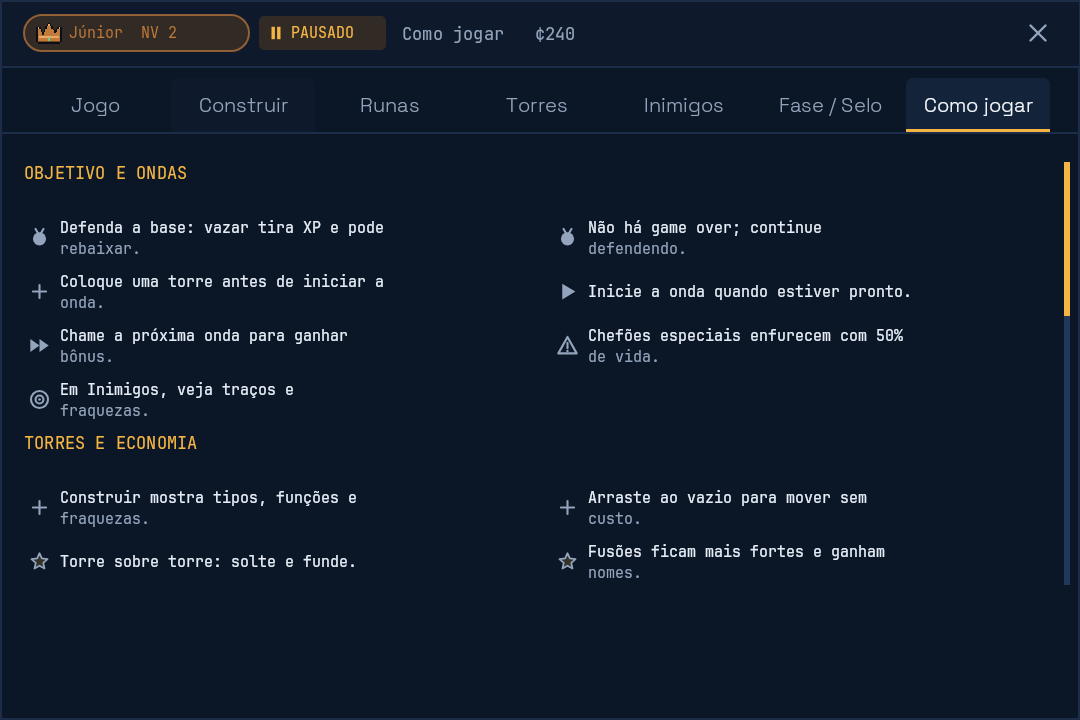 Júnior NV 2
PAUSADO
Como jogar
¢240
Jogo
Construir
Runas
Torres
Inimigos
Fase / Selo
Como jogar
OBJETIVO E ONDAS
Defenda a base: vazar tira XP e pode
rebaixar.
Não há game over; continue
defendendo.
Coloque uma torre antes de iniciar a
onda.
Inicie a onda quando estiver pronto.
Chame a próxima onda para ganhar
bônus.
Chefões especiais enfurecem com 50%
de vida.
Em Inimigos, veja traços e
fraquezas.
TORRES E ECONOMIA
Construir mostra tipos, funções e
fraquezas.
Arraste ao vazio para mover sem
custo.
Torre sobre torre: solte e funde.
Fusões ficam mais fortes e ganham
nomes.